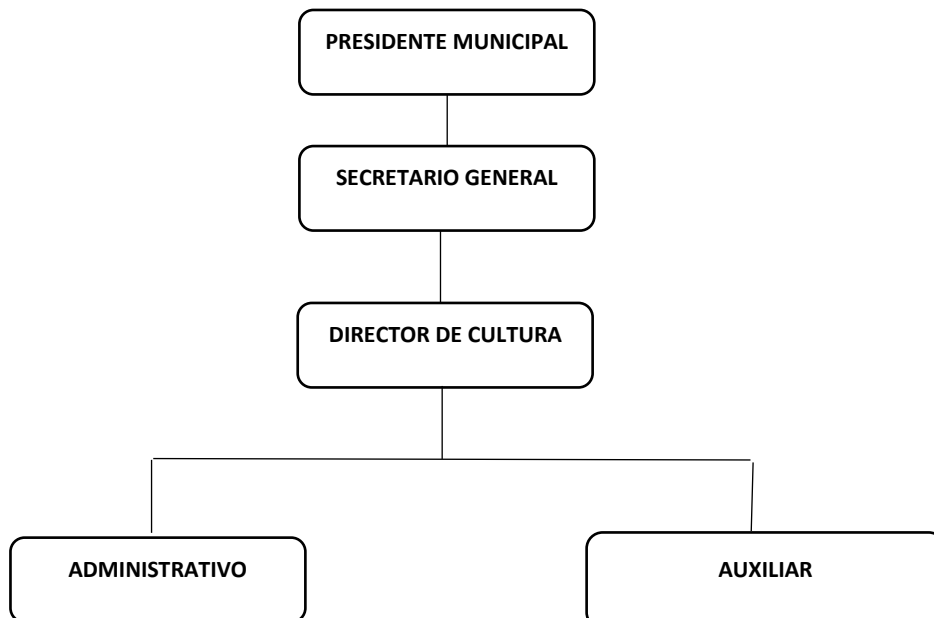 PRESIDENTE MUNICIPAL
SECRETARIO GENERAL
DIRECTOR DE CULTURA
ADMINISTRATIVO
AUXILIAR